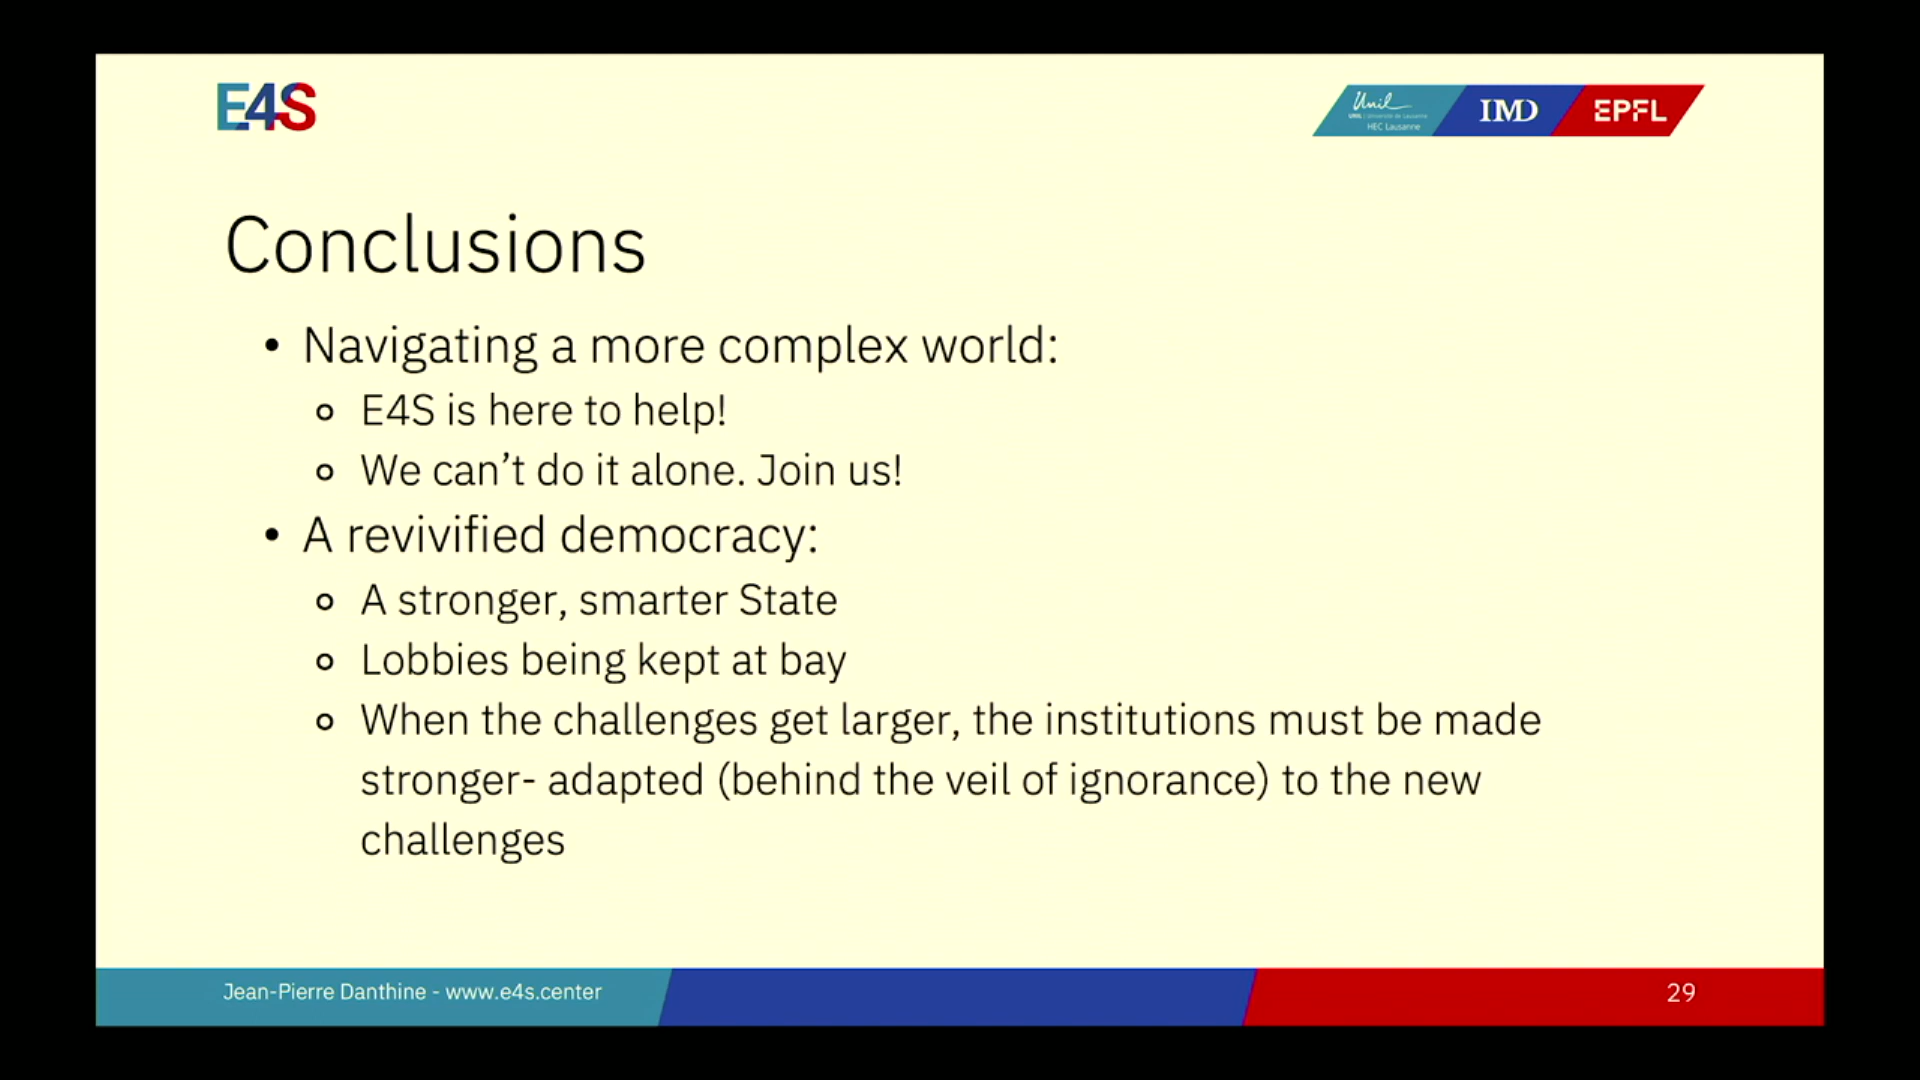 E4S
Unil
HEC Lausanne
IMD
EPFL
Conclusions
• Navigating a more complex world:
E4S is here to help!
We can’t do it alone. Join us!
• A revivified democracy:
A stronger, smarter State
Lobbies being kept at bay
When the challenges get larger, the institutions must be made
stronger- adapted (behind the veil of ignorance) to the new
challenges
Jean-Pierre Danthine - www.e4s.center
29